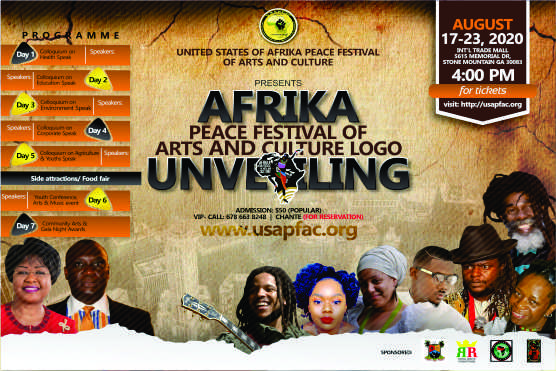 PROGRAMME
Day 1
Colloquium on
Health Speak
Speakers:
Speakers:
Colloquium on
Education Speak
Day 2
Day 3
Colloquium on
Environment Speak
Speakers:
Speakers:
Colloquium on
Corporate Speak
Day 4
Day 5
Colloquium on Agriculture
& Youths Speak
Speakers:
Side attractions/ Food fair
Speakers
Youth Conference,
Arts & Music event
Day 6
Day 7
Community Arts &
Gala Night Awards
UNITED STATES OF AFRIKA PEACE FESTIVAL
OF ARTS AND CULTURE
PRESENTS
AFRIKA
PEACE FESTIVAL OF
ARTS AND CULTURE LOGO
UNVEILING
ADMISSION: $50 (POPULAR)
VIP- CALL: 678 663 8248 | CHANTE (FOR RESERVATION)
www.usapfac.org
AUGUST
17-23, 2020
INT'L TRADE MALL
5615 MEMORIAL DR,
STONE MOUNTAIN GA 30083
4:00 PM
for tickets
visit: http://usapfac.org
SPONSORED:
RR